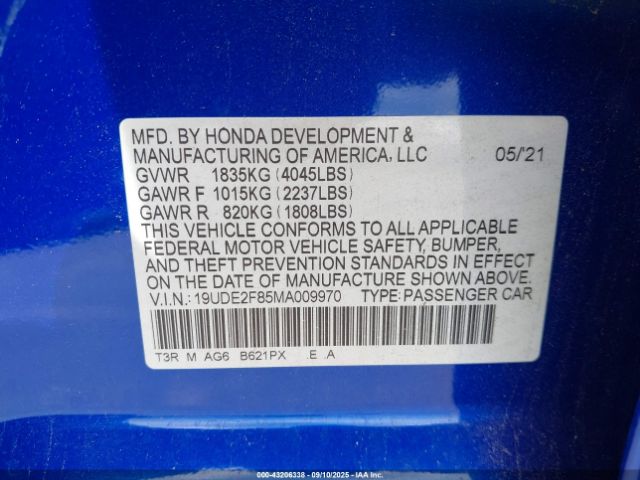 MFD. BY HONDA DEVELOPMENT &
MANUFACTURING OF AMERICA, LLC 05/'21
GVWR 1835KG (4045LBS)
GAWR F 1015KG (2237LBS)
GAWR R 820KG (1808LBS)
THIS VEHICLE CONFORMS TO ALL APPLICABLE
FEDERAL MOTOR VEHICLE SAFETY, BUMPER,
AND THEFT PREVENTION STANDARDS IN EFFECT
ON THE DATE OF MANUFACTURE SHOWN ABOVE.
V.I.N.: 19UDE2F85MA009970 TYPE: PASSENGER CAR
T3R M AG6 B621PX .E .A
000-43206338 - 09/10/2025 - IAA Inc.